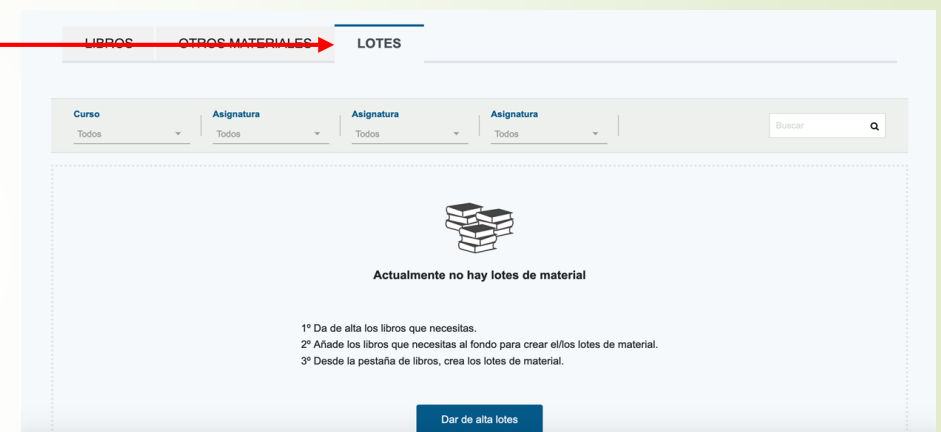 LIBROS OTROS MATERIALES LOTES
Curso Asignatura Asignatura Asignatura
Todos Todos Todos Todos Buscar
Actualmente no hay lotes de material
1º Da de alta los libros que necesitas.
2º Añade los libros que necesitas al fondo para crear el/los lotes de material.
3º Desde la pestaña de libros, crea los lotes de material.
Dar de alta lotes